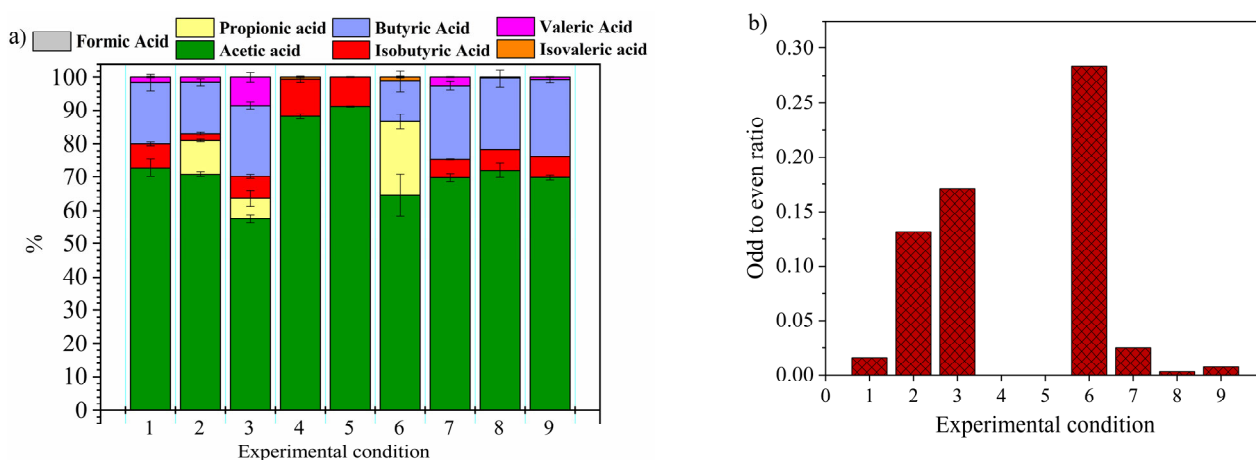 a)
Formic Acid
Propionic acid
Butyric Acid
Valeric Acid
Acetic acid
Isobutyric Acid
Isovaleric acid
100
90
80
70
60
50
40
30
20
10
0
%
1 2 3 4 5 6 7 8 9
Experimental condition
b)
0.30
0.25
0.20
0.15
0.10
0.05
0.00
Odd to even ratio
0 1 2 3 4 5 6 7 8 9
Experimental condition